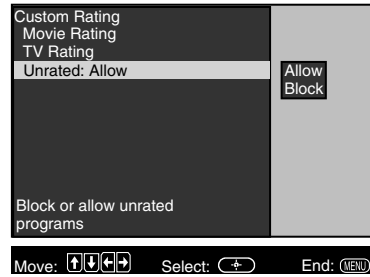 Custom Rating
Movie Rating
TV Rating
Unrated: Allow
Allow
Block
Block or allow unrated
programs
Move: Select: End: MENU